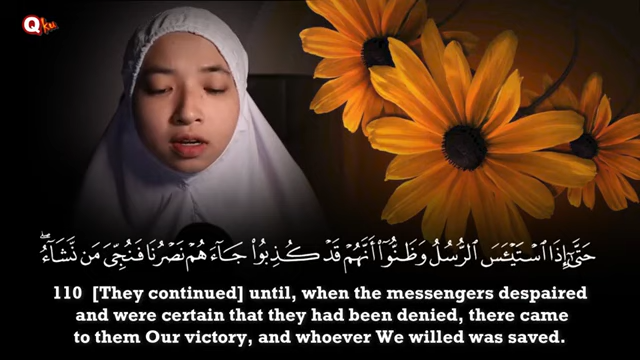 Qku
حَتَّىٰٓ إِذَا ٱسْتَيْـَٔسَ ٱلرُّسُلُ وَظَنُّوٓا۟ أَنَّهُمْ قَدْ كُذِبُوا۟ جَآءَهُمْ نَصْرُنَا فَنُجِّىَ مَن نَّشَآءُ ۖ
110 [They continued] until, when the messengers despaired
and were certain that they had been denied, there came
to them Our victory, and whoever We willed was saved.